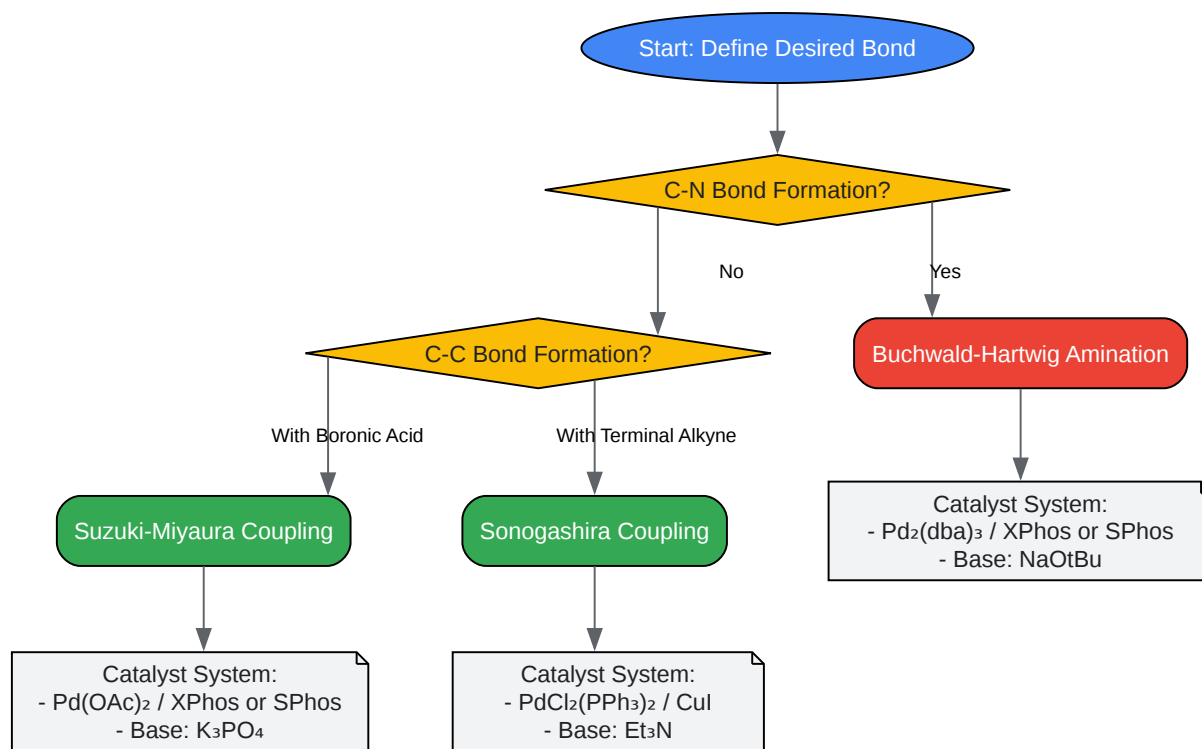 Start: Define Desired Bond
C-N Bond Formation?
No
Yes
C-C Bond Formation?
Buchwald-Hartwig Amination
With Boronic Acid
With Terminal Alkyne
Suzuki-Miyaura Coupling
Sonogashira Coupling
Catalyst System:
- Pd₂(dba)₃ / XPhos or SPhos
- Base: NaOtBu
Catalyst System:
- Pd(OAc)₂ / XPhos or SPhos
- Base: K₃PO₄
Catalyst System:
- PdCl₂(PPh₃)₂ / CuI
- Base: Et₃N